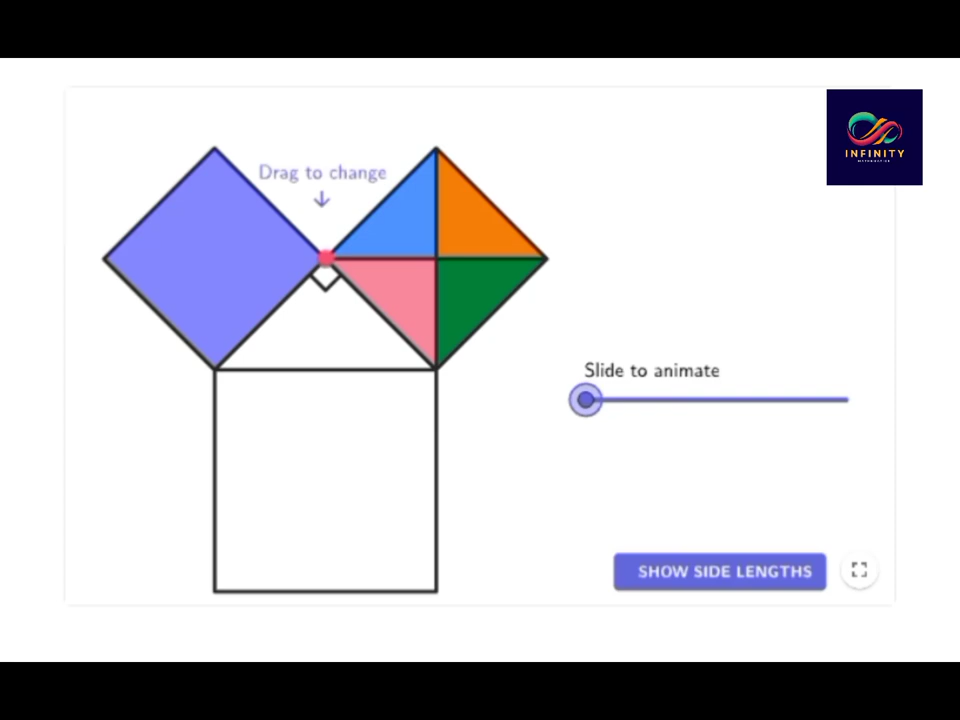 Drag to change
INFINITY
Slide to animate
SHOW SIDE LENGTHS